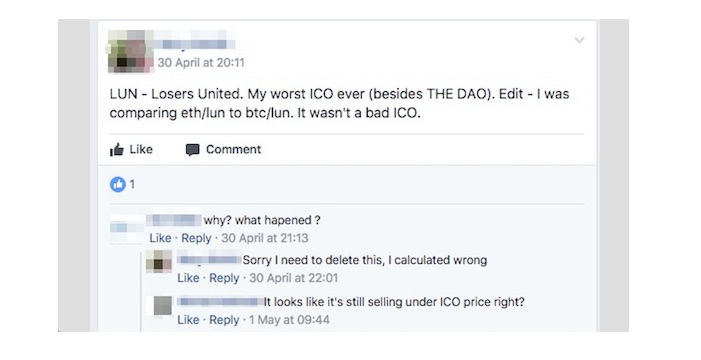 30 April at 20:11
LUN - Losers United. My worst ICO ever (besides THE DAO). Edit - I was
comparing eth/lun to btc/lun. It wasn't a bad ICO.
Like Comment
1
why? what hapened ?
Like · Reply · 30 April at 21:13
Sorry I need to delete this, I calculated wrong
Like · Reply · 30 April at 22:01
It looks like it's still selling under ICO price right?
Like · Reply · 1 May at 09:44